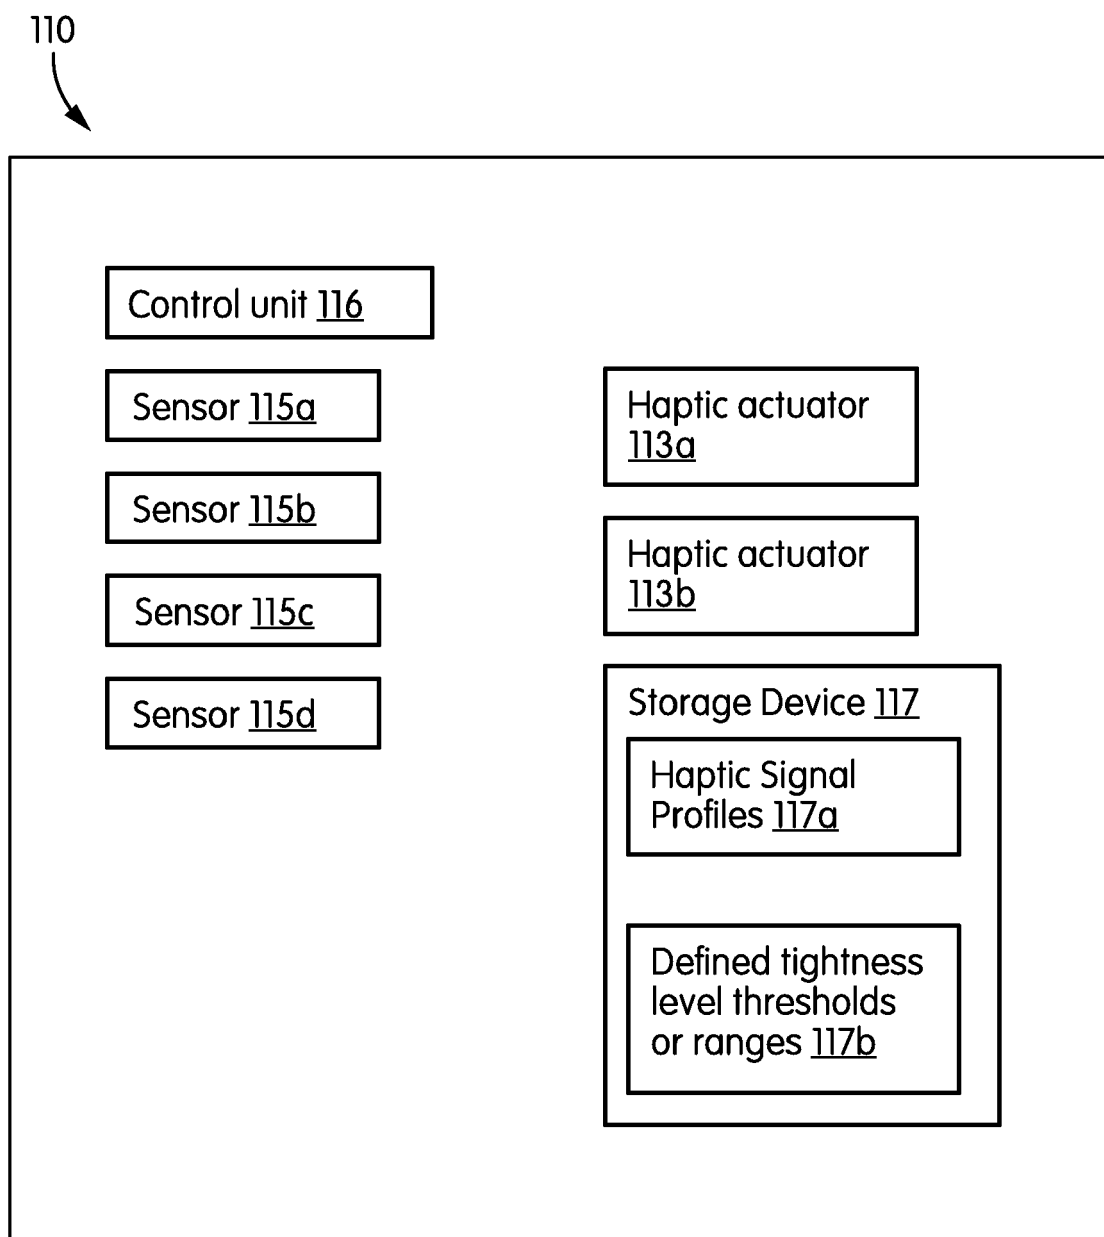 110
Control unit 116
Sensor 115a
Sensor 115b
Sensor 115c
Sensor 115d
Haptic actuator
113a
Haptic actuator
113b
Storage Device 117
Haptic Signal
Profiles 117a
Defined tightness
level thresholds
or ranges 117b